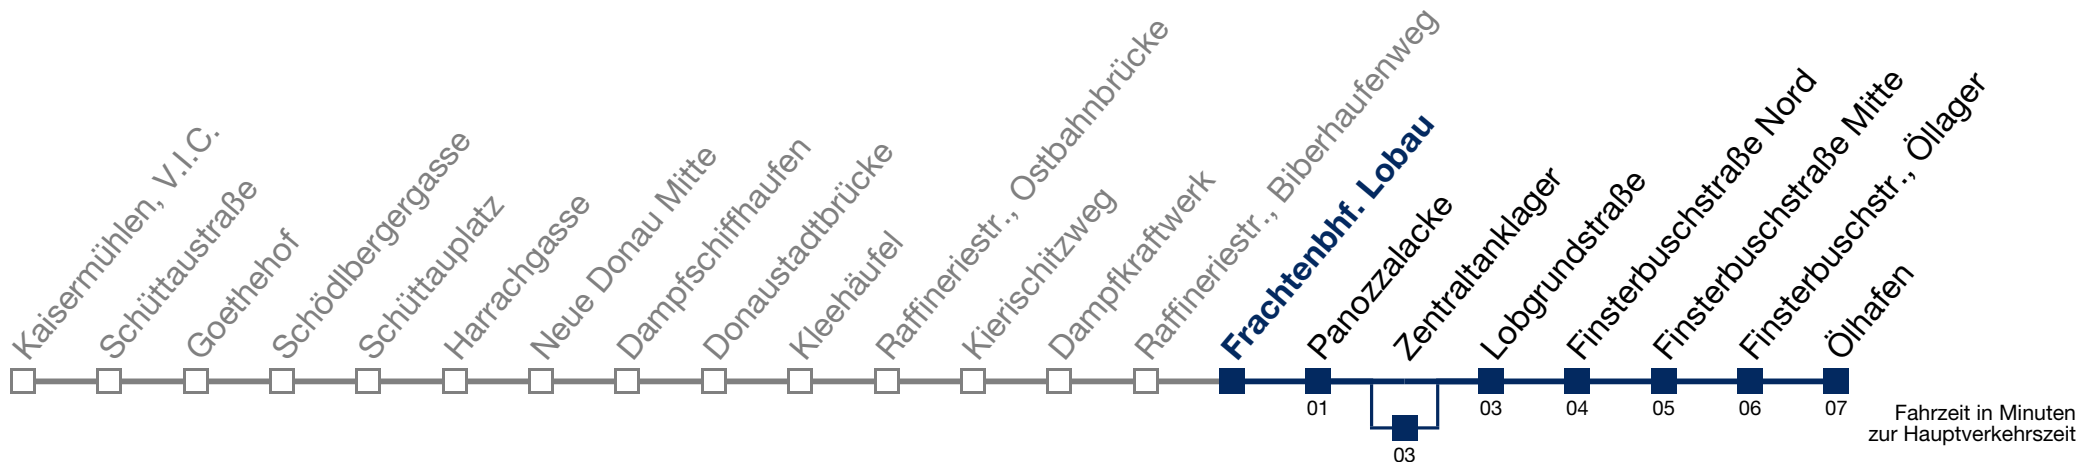 Kaisermühlen, V.I.C.
Schüttaustraße
Goethehof
Schödlbergergasse
Schüttauplatz
Harrachgasse
Neue Donau Mitte
Dampfschiffhaufen
Donaustadtbrücke
Kleehäufel
Raffineriestr., Ostbahnbrücke
Kierischitzweg
Dampfkraftwerk
Raffineriestr., Biberhaufenweg
Frachtenbhf. Lobau
Panozzalacke
Zentraltanklager
Lobgrundstraße
Finsterbuschstraße Nord
Finsterbuschstraße Mitte
Finsterbuschstr., Öllager
Ölhafen
01
03
04
05
06
07
03
Fahrzeit in Minuten
zur Hauptverkehrszeit